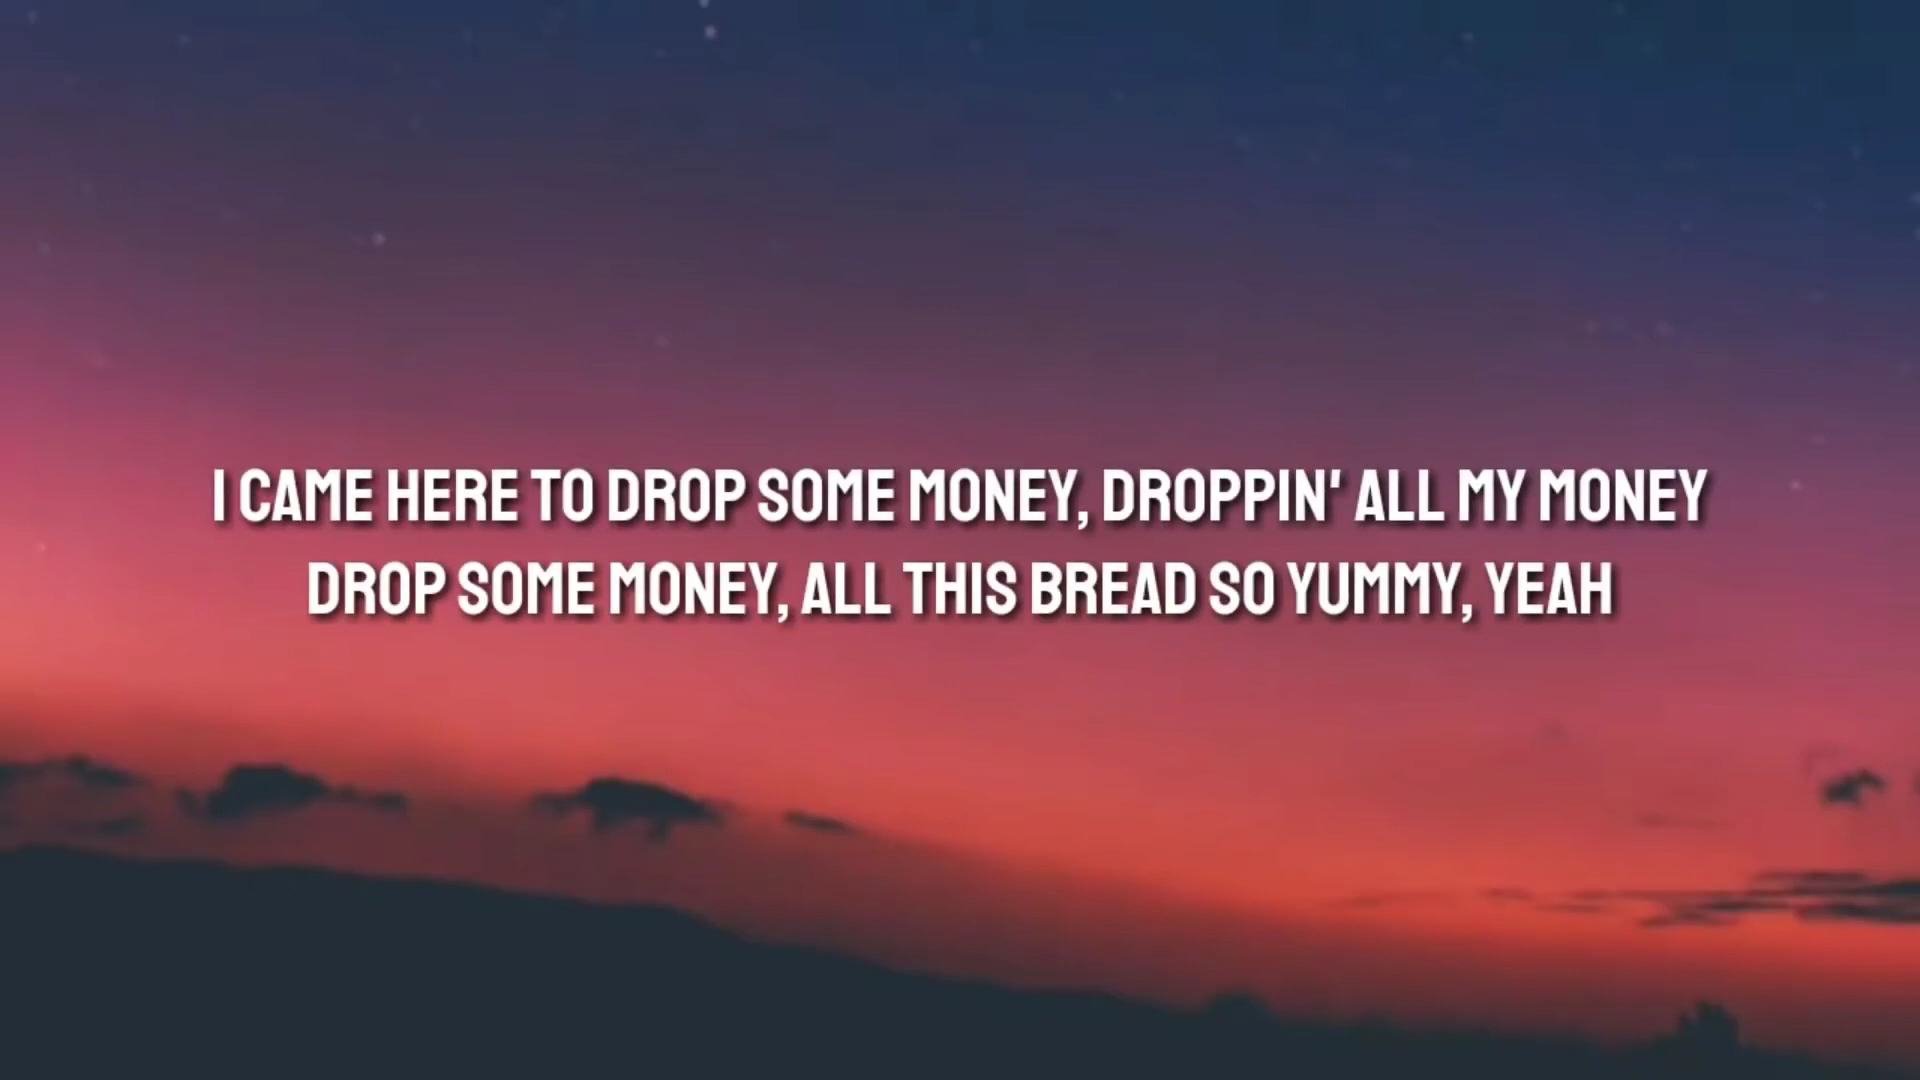 I CAME HERE TO DROP SOME MONEY, DROPPIN' ALL MY MONEY
DROP SOME MONEY, ALL THIS BREAD SO YUMMY, YEAH